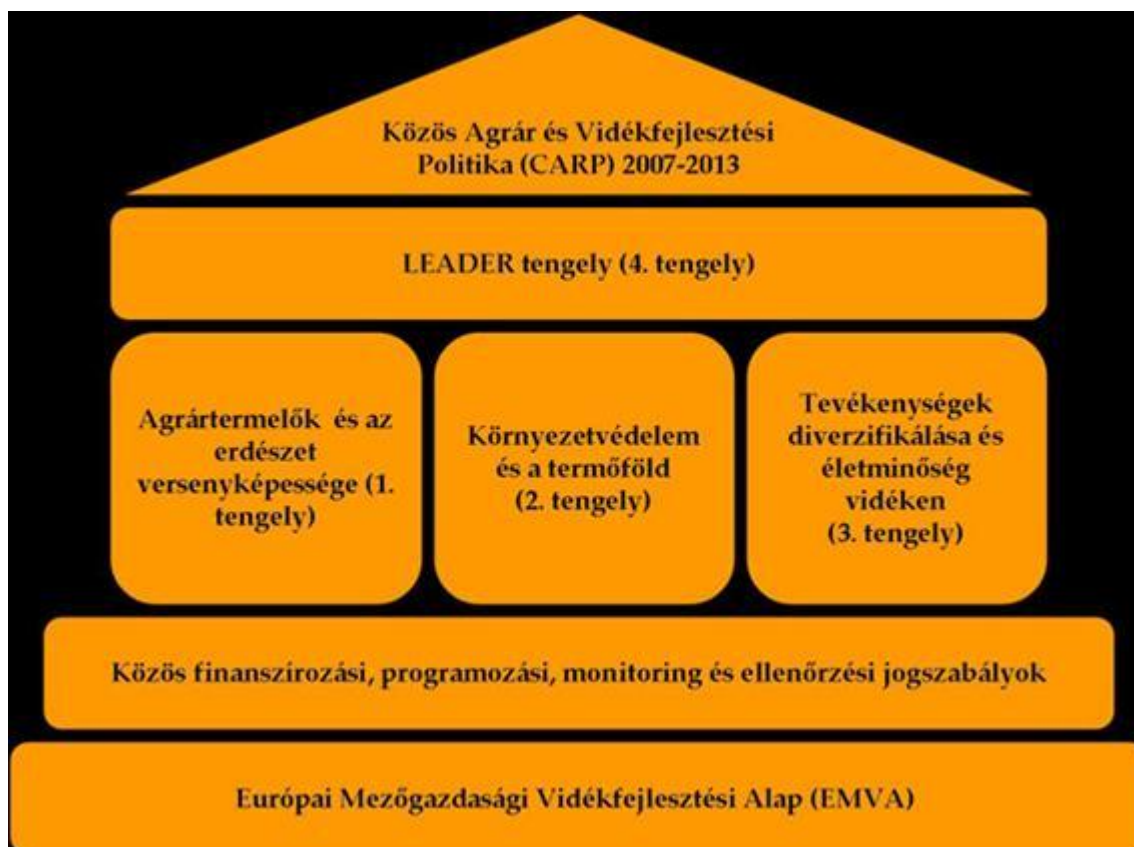 Közös Agrár és Vidékfejlesztési
Politika (CARP) 2007-2013
LEADER tengely (4. tengely)
Agrártermelők és az
erdészet
versenyképessége (1.
tengely)
Környezetvédelem
és a termőföld
(2. tengely)
Tevékenységek
diverzifikálása és
életminőség
vidéken
(3. tengely)
Közös finanszírozási, programozási, monitoring és ellenőrzési jogszabályok
Európai Mezőgazdasági Vidékfejlesztési Alap (EMVA)